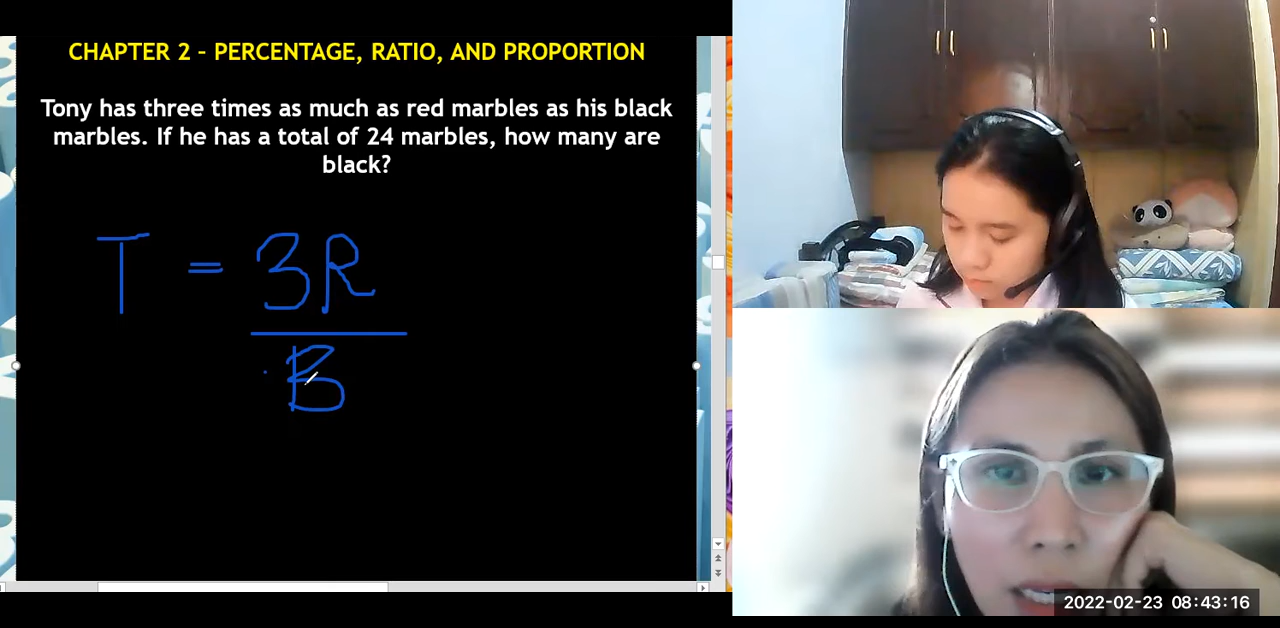 CHAPTER 2 – PERCENTAGE, RATIO, AND PROPORTION
Tony has three times as much as red marbles as his black
marbles. If he has a total of 24 marbles, how many are
black?
T = 3R
B
2022-02-23 08:43:16